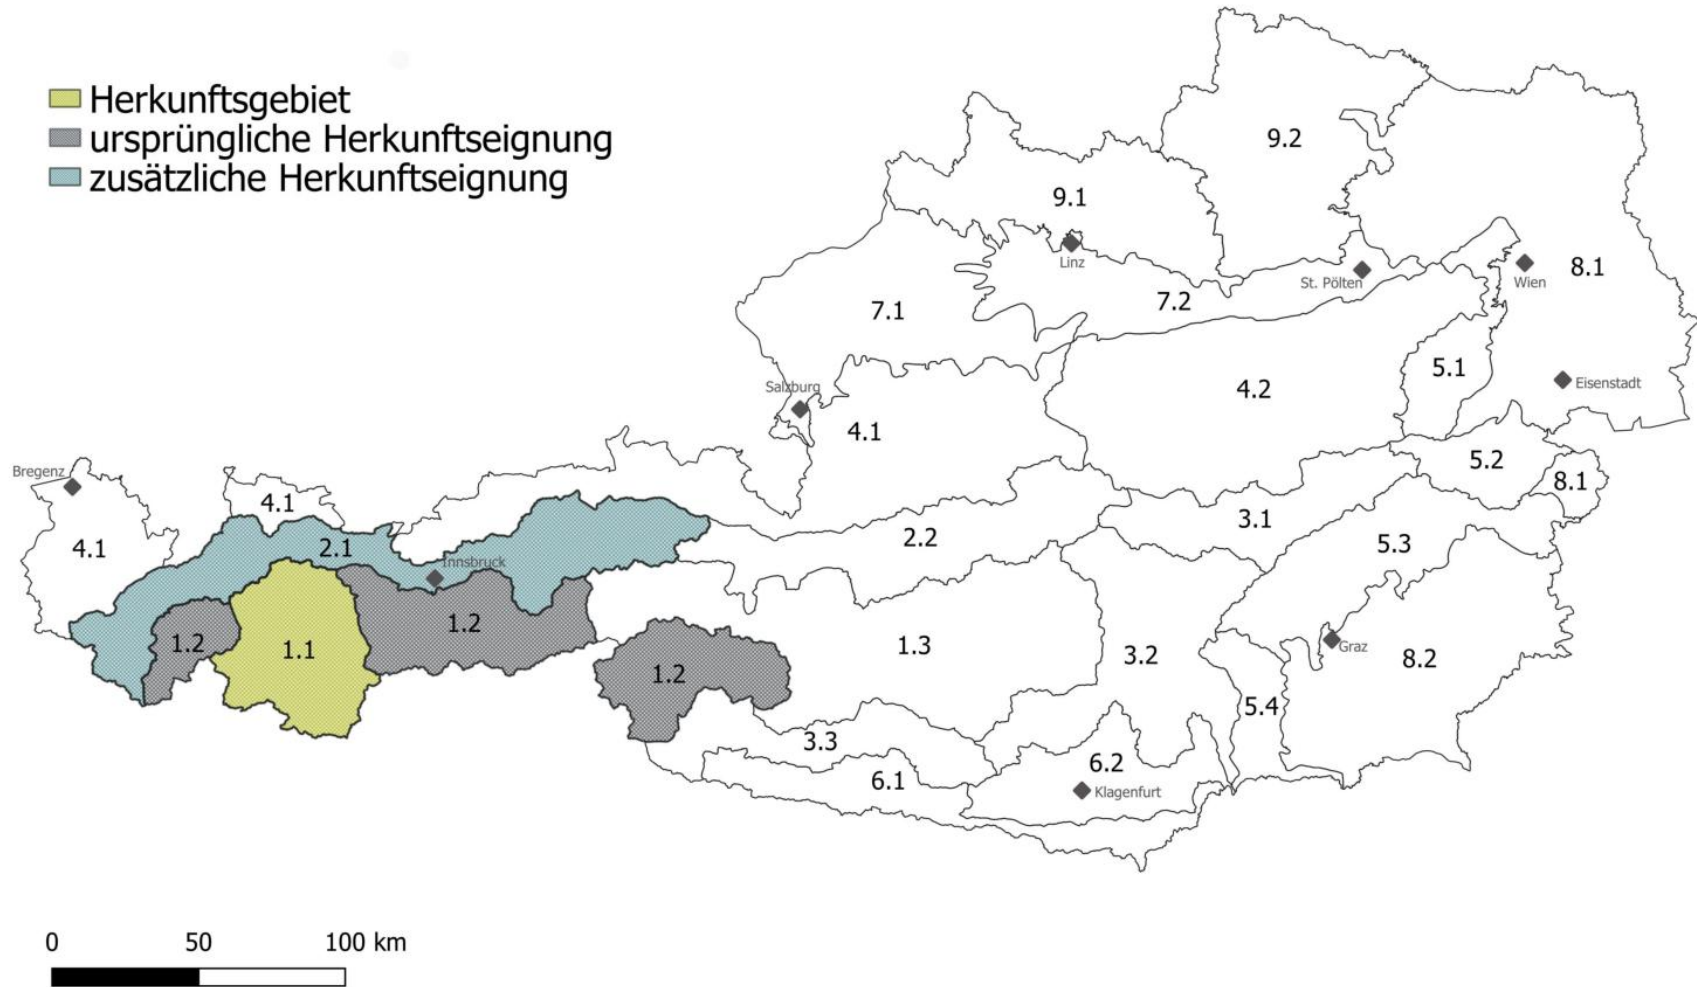 Herkunftsgebiet
ursprüngliche Herkunftseignung
zusätzliche Herkunftseignung
9.2
9.1
Linz
St. Pölten
Wien
8.1
7.1
7.2
5.1
Salzburg
4.2
Eisenstadt
4.1
Bregenz
5.2
8.1
4.1
3.1
4.1
2.1
2.2
5.3
Innsbruck
1.2
1.2
1.1
1.3
3.2
Graz
8.2
1.2
5.4
3.3
6.2
6.1
Klagenfurt
0 50 100 km